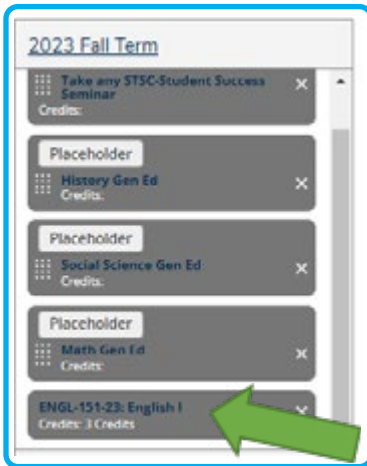 2023 Fall Term
Take any STSC-Student Success
Seminar
Credits:
Placeholder
History Gen Ed
Credits:
Placeholder
Social Science Gen Ed
Credits:
Placeholder
Math Gen Ed
Credits:
ENGL-151-23: English I
Credits: 3 Credits